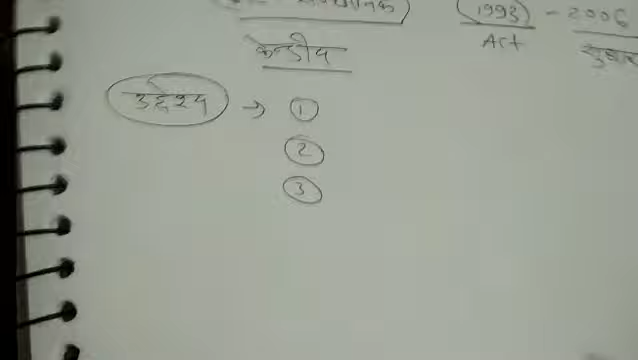 (1993) - 2006
Act सुधार
केन्द्रीय
उद्देश्य → ①
②
③